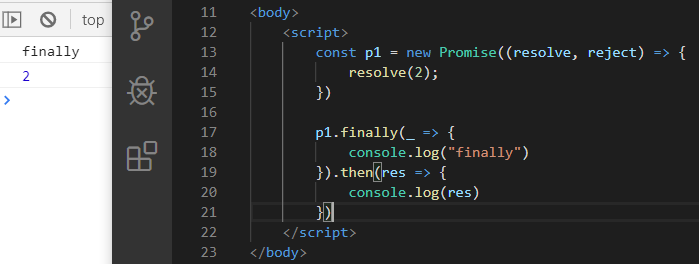 top
finally
2
11 <body>
12 <script>
13 const p1 = new Promise((resolve, reject) => {
14 resolve(2);
15 })
16
17 p1.finally(_ => {
18 console.log("finally")
19 }).then(res => {
20 console.log(res)
21 })
22 </script>
23 </body>